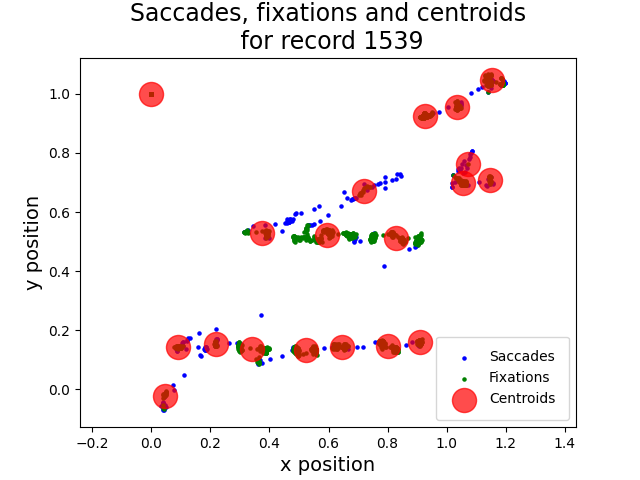 Saccades, fixations and centroids
for record 1539
y position
1.0
0.8
0.6
0.4
0.2
0.0
Saccades
Fixations
Centroids
−0.2 0.0 0.2 0.4 0.6 0.8 1.0 1.2 1.4
x position